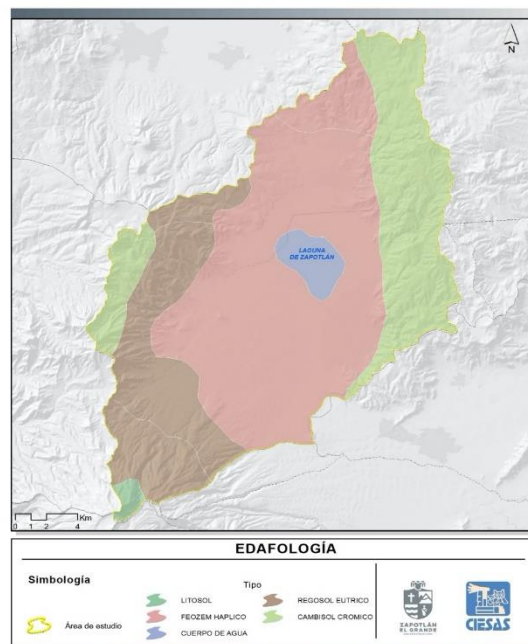 N
LAGUNA
DE ZAPOTLÁN
Km
0 1 2 4
EDAFOLOGÍA
Simbología
Tipo
Área de estudio
LITOSOL
FEOZEM HAPLICO
CUERPO DE AGUA
REGOSOL EUTRICO
CAMBISOL CROMICO
ZAPOTLÁN
EL GRANDE
CIESAS